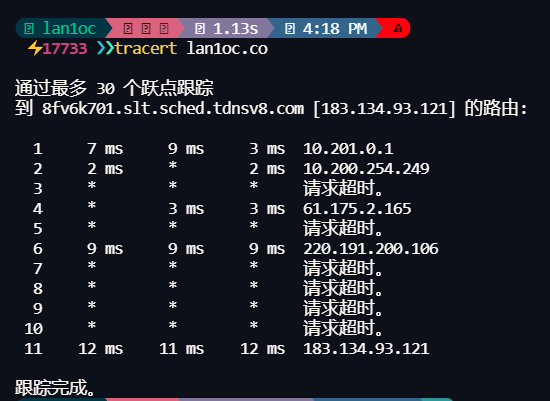 lan1oc 1.13s 4:18 PM
⚡17733 ❯❯tracert lan1oc.co
通过最多 30 个跃点跟踪
到 8fv6k701.slt.sched.tdnsv8.com [183.134.93.121] 的路由:
1 7 ms 9 ms 3 ms 10.201.0.1
2 2 ms * 2 ms 10.200.254.249
3 * * * 请求超时。
4 * 3 ms 3 ms 61.175.2.165
5 * * * 请求超时。
6 9 ms 9 ms 9 ms 220.191.200.106
7 * * * 请求超时。
8 * * * 请求超时。
9 * * * 请求超时。
10 * * * 请求超时。
11 12 ms 11 ms 12 ms 183.134.93.121
跟踪完成。